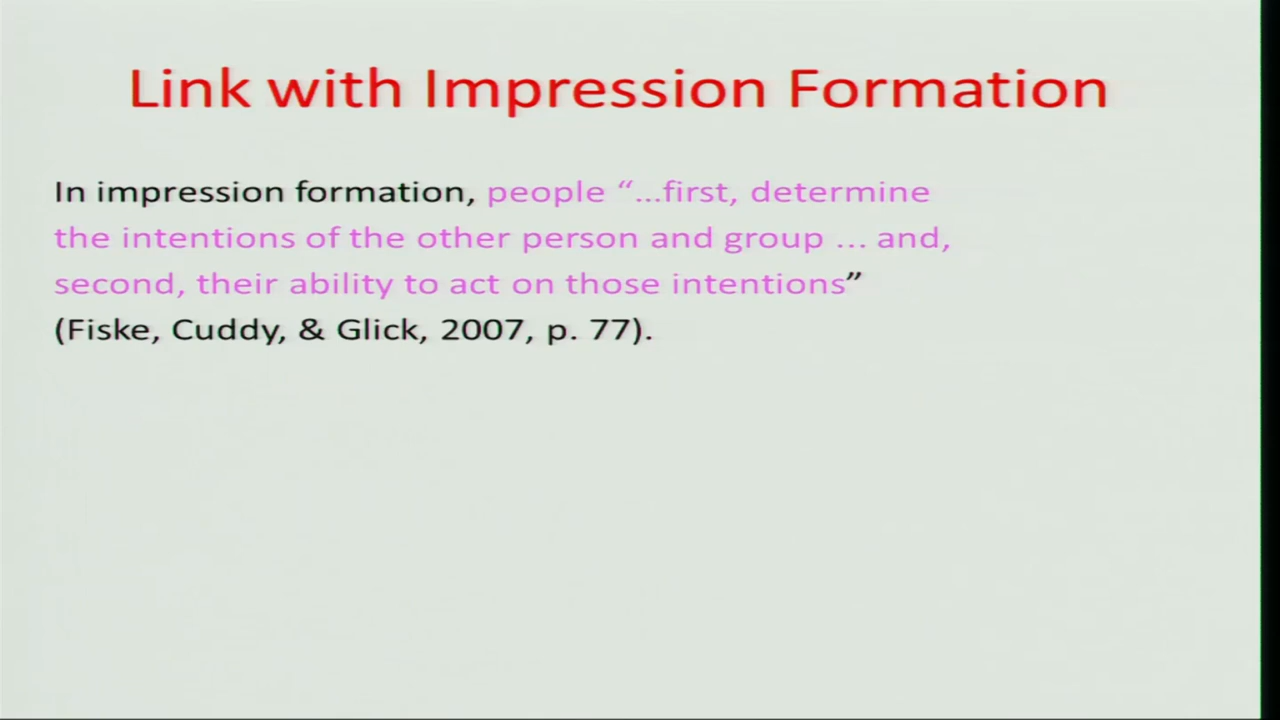 Link with Impression Formation
In impression formation, people “...first, determine
the intentions of the other person and group ... and,
second, their ability to act on those intentions”
(Fiske, Cuddy, & Glick, 2007, p. 77).